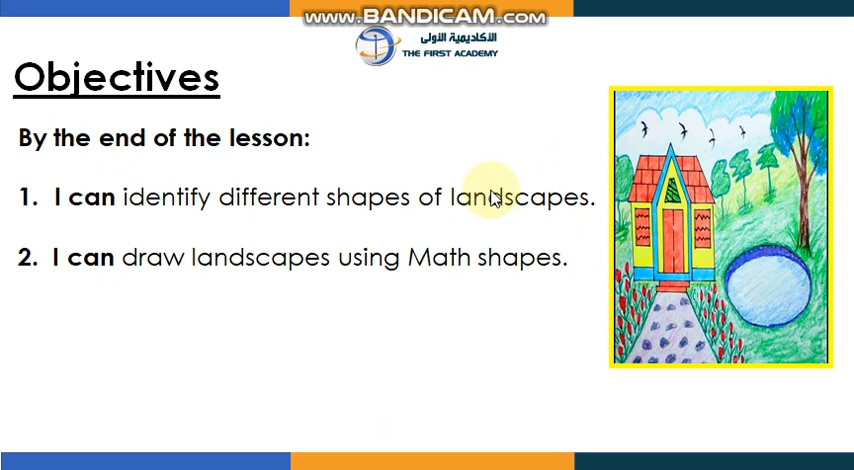 www.BANDICAM.com
الأكاديمية الأولى
THE FIRST ACADEMY
Objectives
By the end of the lesson:
1. I can identify different shapes of landscapes.
2. I can draw landscapes using Math shapes.